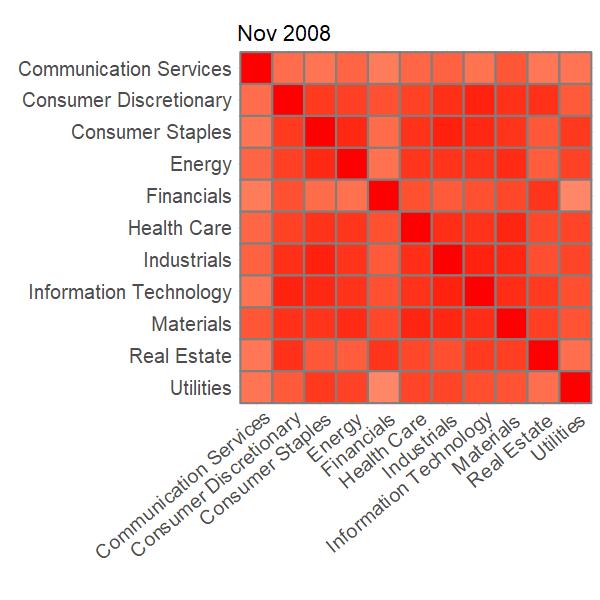 Nov 2008
Communication Services
Consumer Discretionary
Consumer Staples
Energy
Financials
Health Care
Industrials
Information Technology
Materials
Real Estate
Utilities
Communication Services
Consumer Discretionary
Consumer Staples
Energy
Financials
Health Care
Industrials
Information Technology
Materials
Real Estate
Utilities